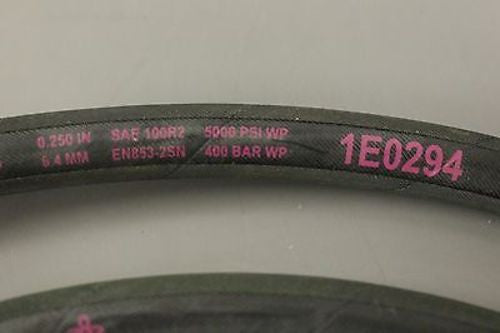 0.250 IN SAE 100R2 5000 PSI WP
6.4 MM EN853-2SN 400 BAR WP
1E0294